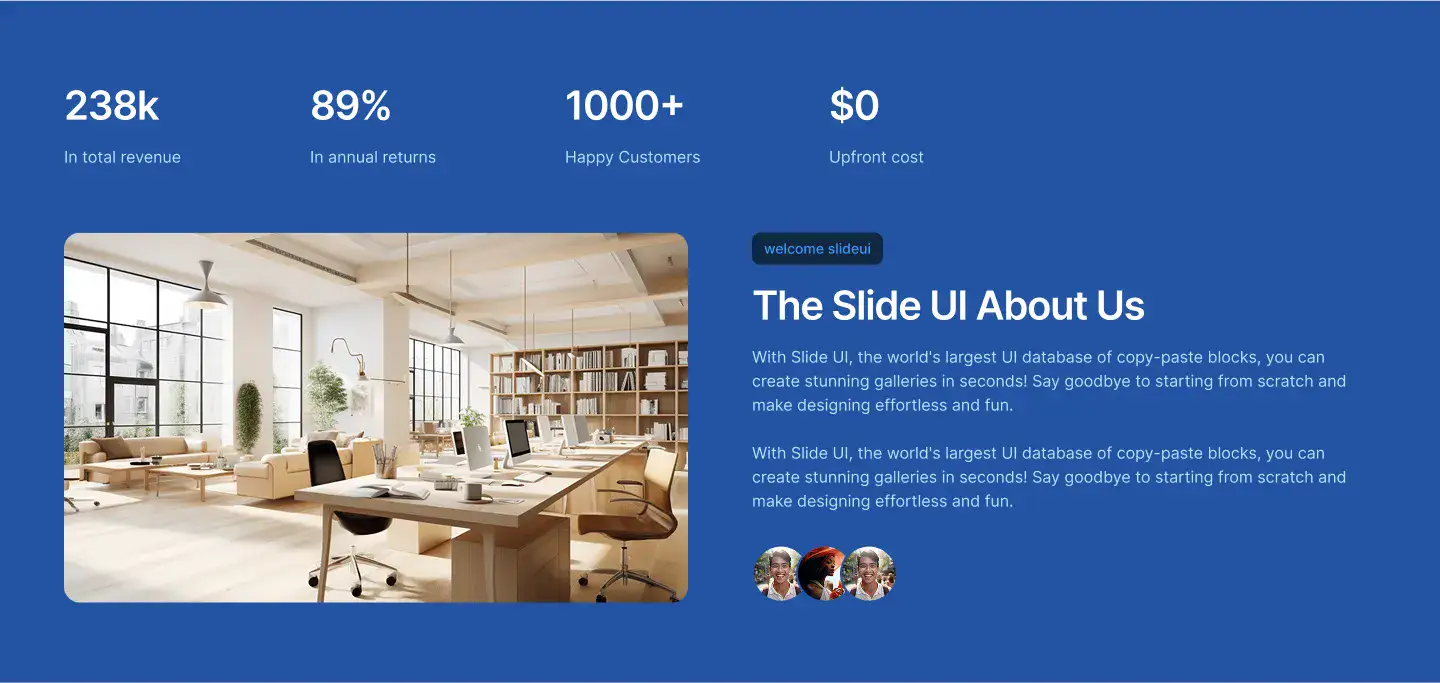 238k
89%
1000+
$0
In total revenue
In annual returns
Happy Customers
Upfront cost
welcome slideui
The Slide UI About Us
With Slide UI, the world's largest UI database of copy-paste blocks, you can
create stunning galleries in seconds! Say goodbye to starting from scratch and
make designing effortless and fun.
With Slide UI, the world's largest UI database of copy-paste blocks, you can
create stunning galleries in seconds! Say goodbye to starting from scratch and
make designing effortless and fun.